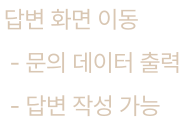 답변 화면 이동
- 문의 데이터 출력
- 답변 작성 가능